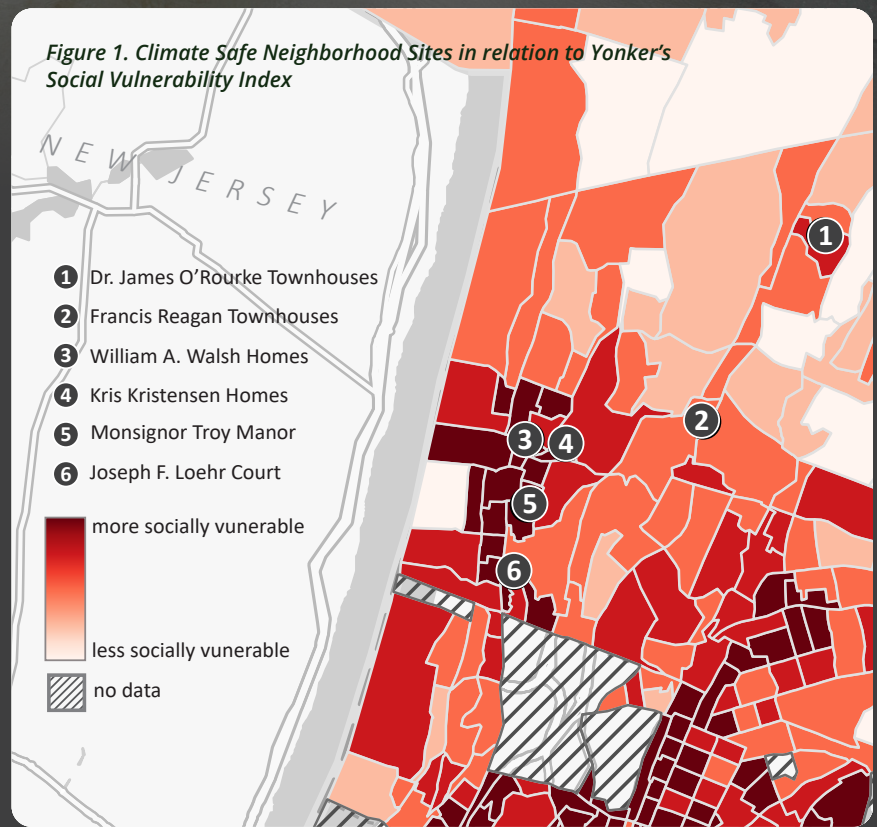 Figure 1. Climate Safe Neighborhood Sites in relation to Yonker's
Social Vulnerability Index
NEW JERSEY
1 Dr. James O'Rourke Townhouses
2 Francis Reagan Townhouses
3 William A. Walsh Homes
4 Kris Kristensen Homes
5 Monsignor Troy Manor
6 Joseph F. Loehr Court
more socially vunerable
less socially vunerable
no data
1
2
3 4
5
6